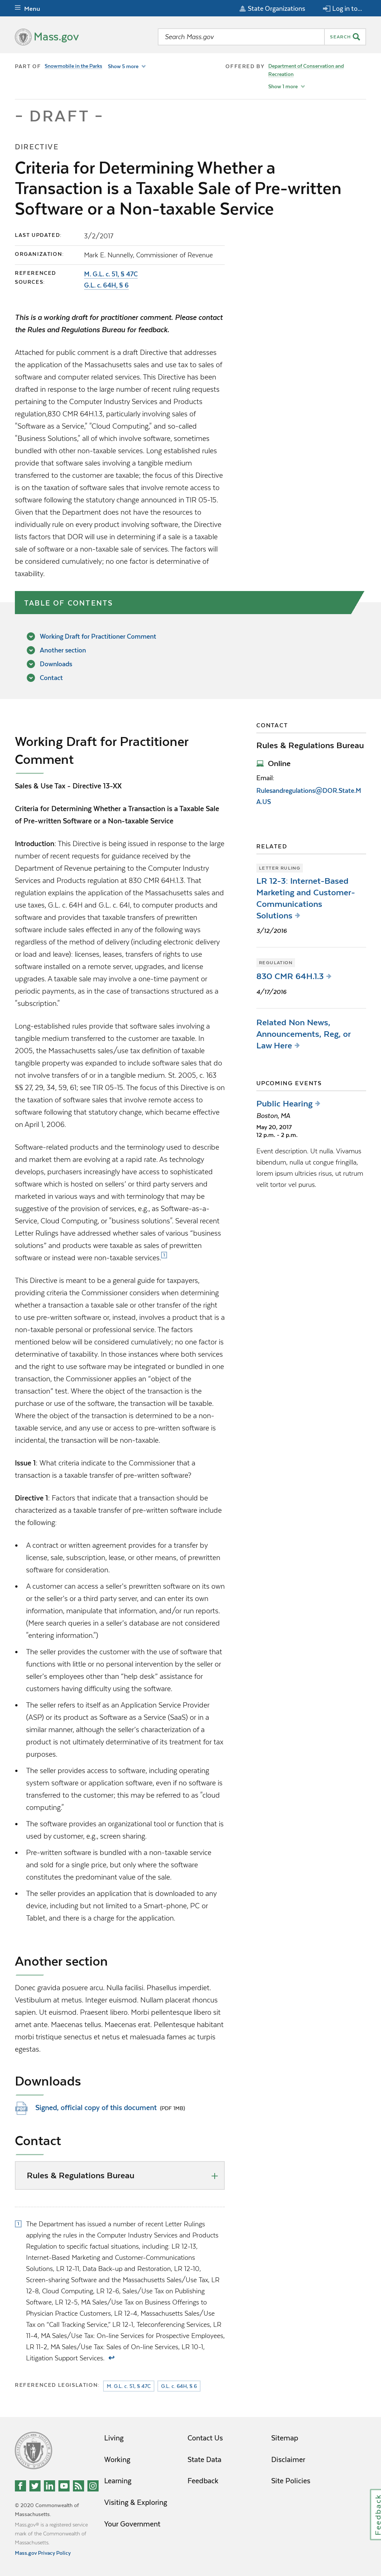 Menu
State Organizations
Log in to...
Mass.gov
Search Mass.gov
SEARCH
PART OF Snowmobile in the Parks Show 5 more
OFFERED BY Department of Conservation and
Recreation
Show 1 more
- DRAFT -
DIRECTIVE
Criteria for Determining Whether a
Transaction is a Taxable Sale of Pre-written
Software or a Non-taxable Service
LAST UPDATED: 3/2/2017
ORGANIZATION: Mark E. Nunnelly, Commissioner of Revenue
REFERENCED SOURCES M. G.L. c. 51, § 47C
G.L. c. 64H, § 6
This is a working draft for practitioner comment. Please contact
the Rules and Regulations Bureau for feedback.
Attached for public comment is a draft Directive that addresses
the application of the Massachusetts sales and use tax to sales of
software and computer related services. This Directive has been
drafted in response to the large number of recent ruling requests
pertaining to the Computer Industry Services and Products
regulation,830 CMR 64H.1.3, particularly involving sales of
"Software as a Service," "Cloud Computing," and so-called
"Business Solutions," all of which involve software, sometimes
bundled with other non-taxable services. Long-established rules
provide that software sales involving a tangible medium
transferred to the customer are taxable; the focus of this Directive
is on the taxation of software sales that involve remote access to
software following the statutory change announced in TIR 05-15.
Given that the Department does not have the resources to
individually rule on every product involving software, the Directive
lists factors that DOR will use in determining if a sale is a taxable
sale of software or a non-taxable sale of services. The factors will
be considered cumulatively; no one factor is determinative of
taxability.
TABLE OF CONTENTS
Working Draft for Practitioner Comment
Another section
Downloads
Contact
Working Draft for Practitioner
Comment
Sales & Use Tax - Directive 13-XX
Criteria for Determining Whether a Transaction is a Taxable Sale
of Pre-written Software or a Non-taxable Service
Introduction: This Directive is being issued in response to the large
number of letter ruling requests for guidance received by the
Department of Revenue pertaining to the Computer Industry
Services and Products regulation at 830 CMR 64H.1.3. That
regulation explains the application of the Massachusetts sales and
use taxes, G.L. c. 64H and G.L. c. 64I, to computer industry services
and products, and provides that taxable transfers of prewritten
software include sales effected in any of the following ways
regardless of the method of delivery (including electronic delivery
or load and leave): licenses and leases, transfers of rights to use
software installed on a remote server, upgrades, and license
upgrades. A taxable sale may involve a one-time payment or
periodic payments, as in the case of transactions structured as a
"subscription."
Long-established rules provide that software sales involving a
tangible medium transferred to the customer are taxable. In
2005, the Massachusetts sales/use tax definition of taxable
tangible property was expanded to include software sales that do
not involve a transfer in a tangible medium. St. 2005, c. 163
§§ 27, 29, 34, 59, 61; see TIR 05-15. The focus of this Directive is on
the taxation of software sales that involve remote access to
software following that statutory change, which became effective
on April 1, 2006.
Software-related products and the terminology used to describe
and market them are evolving at a rapid rate. As technology
develops, purchasers increasingly have access to sophisticated
software which is hosted on sellers' or third party servers and
involves many different capabilities. The terminology used may be
suggestive of the provision of services, e.g., as Software-as-a-
Service, Cloud Computing, or "business solutions". Several recent
Letter Rulings have addressed whether sales of various "business
solutions" and products were taxable as sales of prewritten
software or instead were non-taxable services.[1]
This Directive is meant to be a general guide for taxpayers,
providing criteria the Commissioner considers when determining
whether a transaction is taxable sale or other transfer of the right
to use pre-written software or, instead, involves a product that is a
non-taxable personal or professional service. The factors
mentioned below will be considered cumulatively; no one factor is
determinative of taxability. In those instances where both services
and the right to use software may be integrated or bundled in one
transaction, the Commissioner applies an "object of the
transaction" test. Where the object of the transaction is the
purchase or use of software, the entire transaction may be taxable.
Where the object of the transaction is determined to be a non-
taxable service, and any use or access to pre-written software is
incidental, the transaction will be non-taxable.
Issue 1: What criteria indicate to the Commissioner that a
transaction is a taxable transfer of pre-written software?
Directive 1: Factors that indicate that a transaction should be
characterized as a taxable transfer of pre-written software include
the following:
• A contract or written agreement provides for a transfer by
license, sale, subscription, lease, or other means, of prewritten
software for consideration.
• A customer can access a seller's prewritten software on its own
or the seller's or a third party server, and can enter its own
information, manipulate that information, and/or run reports.
(Mere search queries in a seller's database are not considered
"entering information.")
• The seller provides the customer with the use of software that
functions with little or no personal intervention by the seller or
seller's employees other than "help desk" assistance for
customers having difficulty using the software.
• The seller refers to itself as an Application Service Provider
(ASP) or its product as Software as a Service (SaaS) or in a
similar manner, although the seller's characterization of a
product is not ultimately determinative of its treatment for tax
purposes.
• The seller provides access to software, including operating
system software or application software, even if no software is
transferred to the customer; this may be referred to as "cloud
computing."
• The software provides an organizational tool or function that is
used by customer, e.g., screen sharing.
• Pre-written software is bundled with a non-taxable service
and sold for a single price, but only when the software
constitutes the predominant value of the sale.
• The seller provides an application that is downloaded to any
device, including but not limited to a Smart-phone, PC or
Tablet, and there is a charge for the application.
Another section
Donec gravida posuere arcu. Nulla facilisi. Phasellus imperdiet.
Vestibulum at metus. Integer euismod. Nullam placerat rhoncus
sapien. Ut euismod. Praesent libero. Morbi pellentesque libero sit
amet ante. Maecenas tellus. Maecenas erat. Pellentesque habitant
morbi tristique senectus et netus et malesuada fames ac turpis
egestas.
Downloads
PDF Signed, official copy of this document (PDF 1MB)
Contact
Rules & Regulations Bureau
CONTACT
Rules & Regulations Bureau
Online
Email:
Rulesandregulations@DOR.State.M
A.US
RELATED
LETTER RULING
LR 12-3: Internet-Based
Marketing and Customer-
Communications
Solutions
3/12/2016
REGULATION
830 CMR 64H.1.3
4/17/2016
Related Non News,
Announcements, Reg, or
Law Here
UPCOMING EVENTS
Public Hearing
Boston, MA
May 20, 2017
12 p.m. - 2 p.m.
Event description. Ut nulla. Vivamus
bibendum, nulla ut congue fringilla,
lorem ipsum ultricies risus, ut rutrum
velit tortor vel purus.
[1] The Department has issued a number of recent Letter Rulings
applying the rules in the Computer Industry Services and Products
Regulation to specific factual situations, including: LR 12-13,
Internet-Based Marketing and Customer-Communications
Solutions, LR 12-11, Data Back-up and Restoration, LR 12-10,
Screen-sharing Software and the Massachusetts Sales/Use Tax, LR
12-8, Cloud Computing, LR 12-6, Sales/Use Tax on Publishing
Software, LR 12-5, MA Sales/Use Tax on Business Offerings to
Physician Practice Customers, LR 12-4, Massachusetts Sales/Use
Tax on "Call Tracking Service," LR 12-1, Teleconferencing Services, LR
11-4, MA Sales/Use Tax: On-line Services for Prospective Employees,
LR 11-2, MA Sales/Use Tax: Sales of On-line Services, LR 10-1,
Litigation Support Services.
REFERENCED LEGISLATION: M. G.L. c. 51, § 47C G.L. c. 64H, § 6
Living
Working
Learning
Visiting & Exploring
Your Government
Contact Us
State Data
Feedback
Sitemap
Disclaimer
Site Policies
© 2020 Commonwealth of
Massachusetts.
Mass.gov® is a registered service
mark of the Commonwealth of
Massachusetts.
Mass.gov Privacy Policy
Feedback